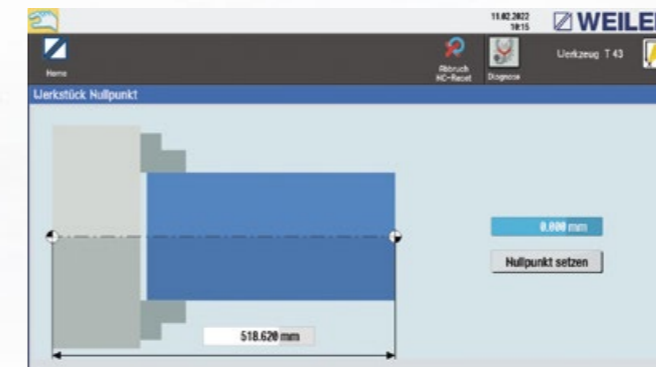 11.02.2022
10:15
WEILER
Home
Abbruch
NC-Reset
Diagnose
Werkzeug T 43
Werkstück Nullpunkt
0.000 mm
Nullpunkt setzen
518.620 mm